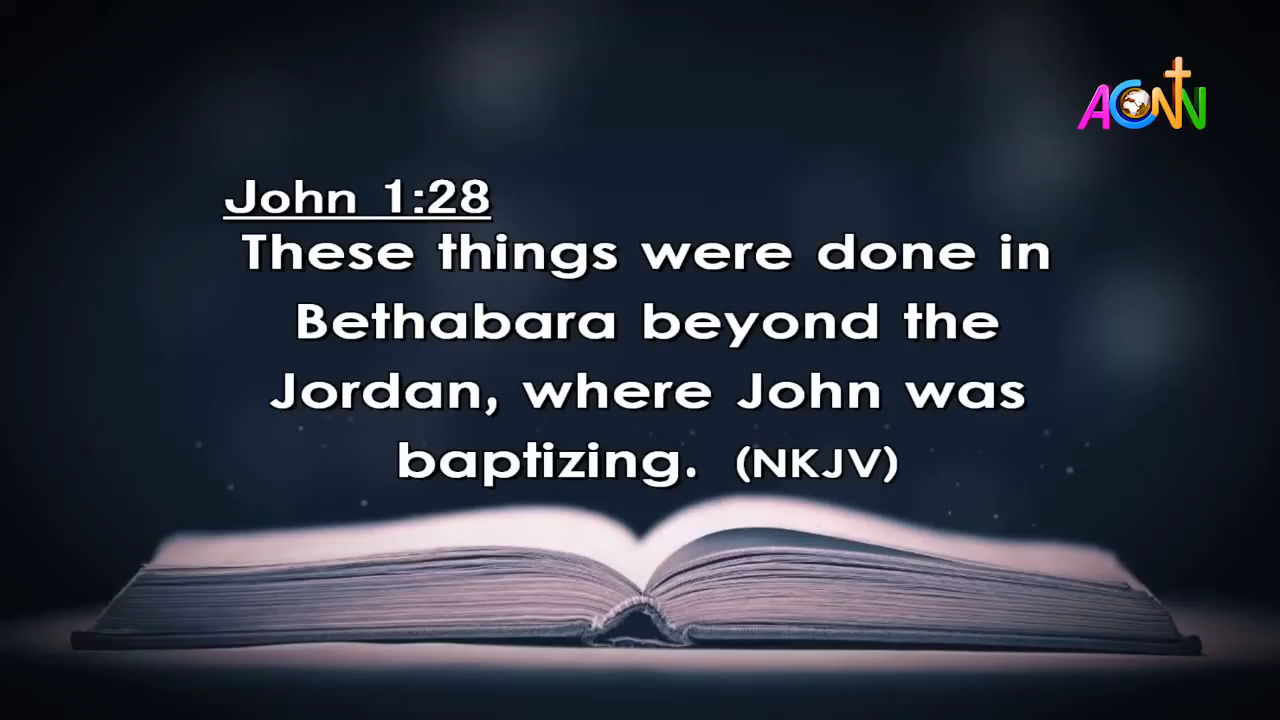 ACNN
John 1:28
These things were done in
Bethabara beyond the
Jordan, where John was
baptizing. (NKJV)